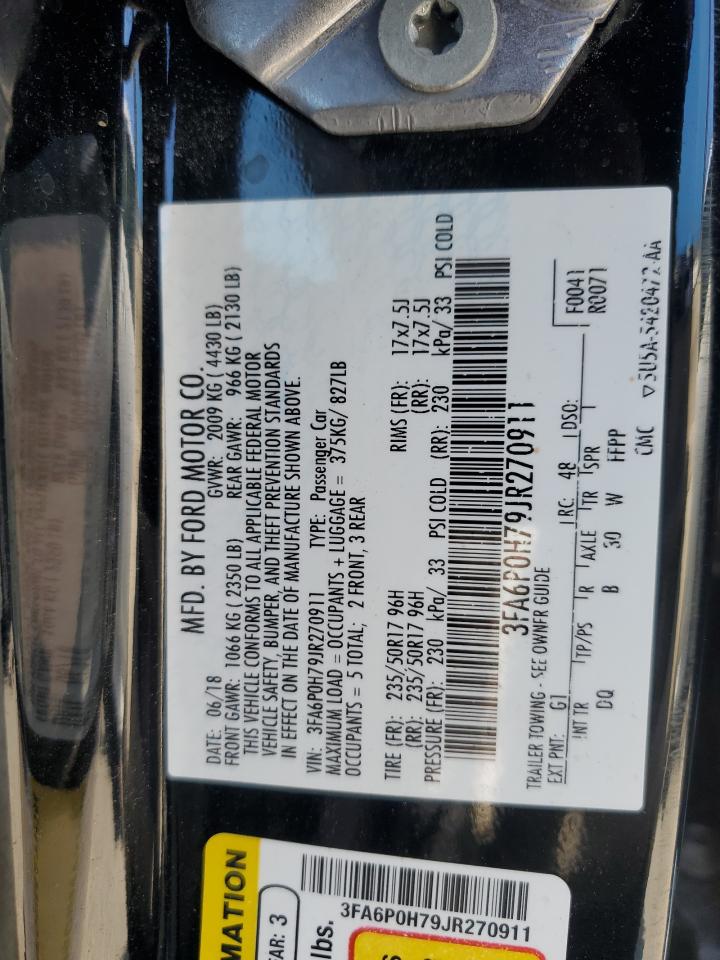 MFD. BY FORD MOTOR CO.
DATE: 06/18 GVWR: 2009 KG ( 4430 LB)
FRONT GAWR: 1066 KG ( 2350 LB) REAR GAWR: 966 KG ( 2130 LB)
THIS VEHICLE CONFORMS TO ALL APPLICABLE FEDERAL MOTOR
VEHICLE SAFETY, BUMPER, AND THEFT PREVENTION STANDARDS
IN EFFECT ON THE DATE OF MANUFACTURE SHOWN ABOVE.
VIN: 3FA6P0H79JR270911 TYPE: Passenger Car
MAXIMUM LOAD = OCCUPANTS + LUGGAGE = 375KG/ 827LB
OCCUPANTS = 5 TOTAL; 2 FRONT, 3 REAR
TIRE (FR): 235/50R17 96H RIMS (FR): 17x7.5J
(RR): 235/50R17 96H (RR): 17x7.5J
PRESSURE (FR): 230 kPa/ 33 PSI COLD (RR): 230 kPa/ 33 PSI COLD
3FA6P0H79JR270911
TRAILER TOWING - SEE OWNER GUIDE
EXT PNT: G1 RC: 48 DSO: F0041
R0071
INT TR TP/PS R AXLE TR SPR
DQ B 30 W FFPP
CMC 5U5A-5420472-AA
MATION
EAR: 3
lbs.
3FA6P0H79JR270911